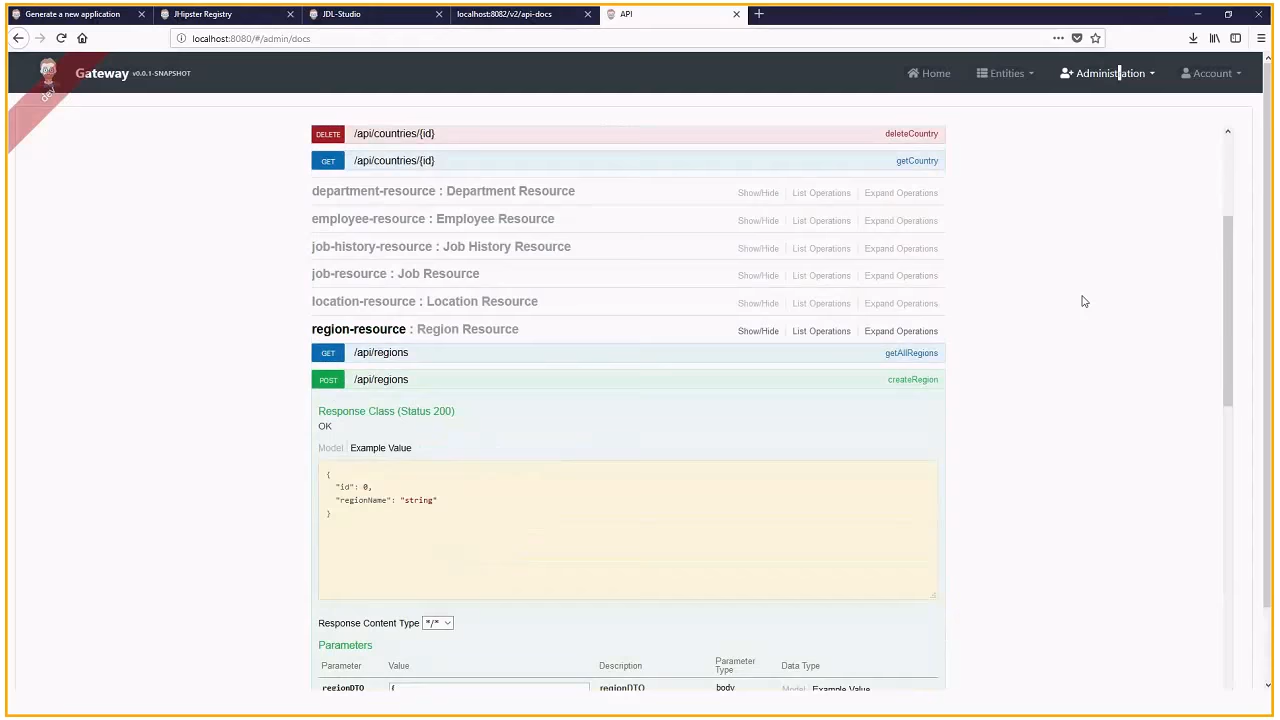 Generate a new application
JHipster Registry
JDL-Studio
localhost:8082/v2/api-docs
API
localhost:8080/#/admin/docs
dev
Gateway v0.0.1-SNAPSHOT
Home
Entities
Administration
Account
DELETE /api/countries/{id} deleteCountry
GET /api/countries/{id} getCountry
department-resource : Department Resource Show/Hide List Operations Expand Operations
employee-resource : Employee Resource Show/Hide List Operations Expand Operations
job-history-resource : Job History Resource Show/Hide List Operations Expand Operations
job-resource : Job Resource Show/Hide List Operations Expand Operations
location-resource : Location Resource Show/Hide List Operations Expand Operations
region-resource : Region Resource Show/Hide List Operations Expand Operations
GET /api/regions getAllRegions
POST /api/regions createRegion
Response Class (Status 200)
OK
Model Example Value
{
"id": 0,
"regionName": "string"
}
Response Content Type */*
Parameters
Parameter Value Description Parameter Type Data Type
regionDTO { regionDTO body Model Example Value